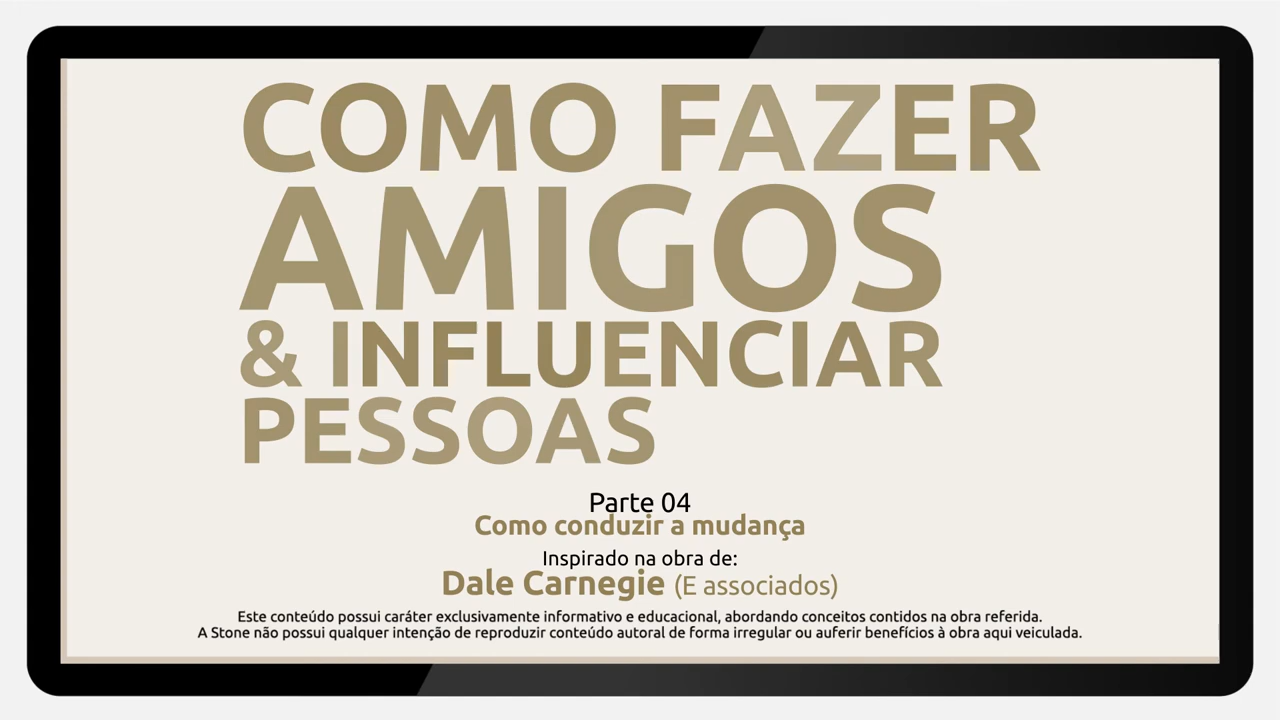 COMO FAZER
AMIGOS
& INFLUENCIAR
PESSOAS
Parte 04
Como conduzir a mudança
Inspirado na obra de:
Dale Carnegie (E associados)
Este conteúdo possui caráter exclusivamente informativo e educacional, abordando conceitos contidos na obra referida.
A Stone não possui qualquer intenção de reproduzir conteúdo autoral de forma irregular ou auferir benefícios à obra aqui veiculada.